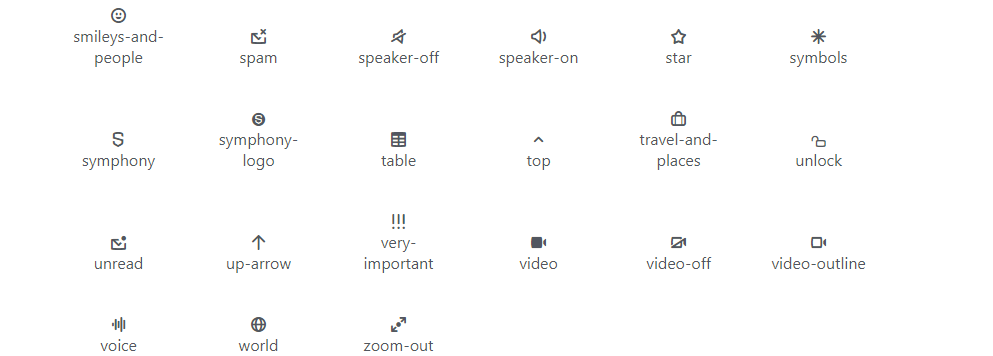 smileys-and-
people
spam
speaker-off
speaker-on
star
symbols
symphony
symphony-
logo
table
top
travel-and-
places
unlock
unread
up-arrow
very-
important
video
video-off
video-outline
voice
world
zoom-out